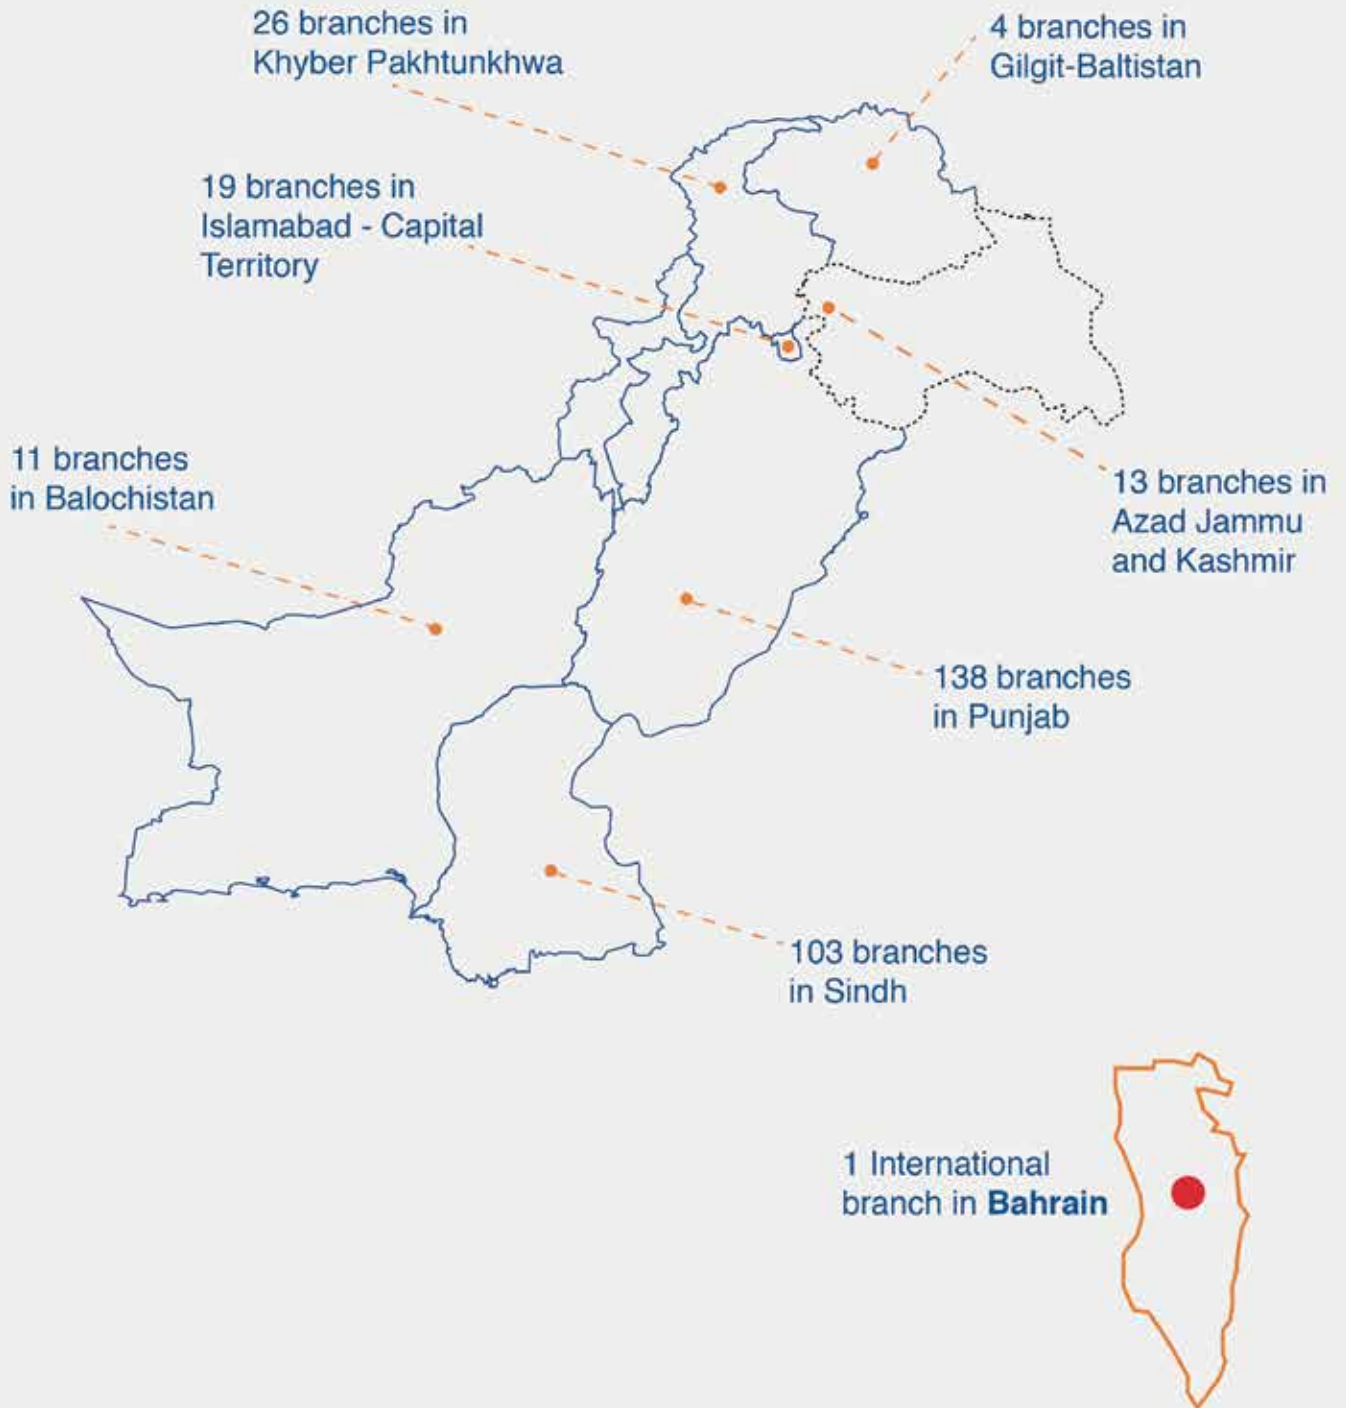 26 branches in
Khyber Pakhtunkhwa
4 branches in
Gilgit-Baltistan
19 branches in
Islamabad - Capital
Territory
11 branches
in Balochistan
13 branches in
Azad Jammu
and Kashmir
138 branches
in Punjab
103 branches
in Sindh
1 International
branch in Bahrain